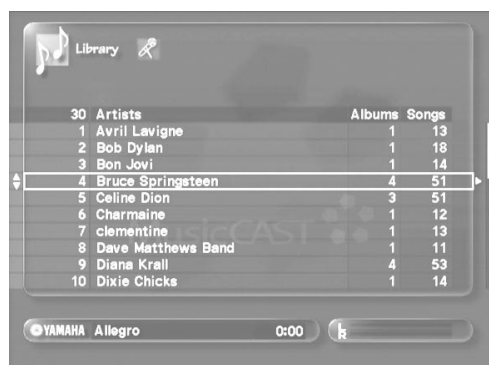 Library
30 Artists Albums Songs
1 Avril Lavigne 1 13
2 Bob Dylan 1 18
3 Bon Jovi 1 14
4 Bruce Springsteen 4 51
5 Celine Dion 3 51
6 Charmaine 1 12
7 clementine 1 13
8 Dave Matthews Band 1 11
9 Diana Krall 4 53
10 Dixie Chicks 1 14
usicCAST
YAMAHA Allegro 0:00 L
R